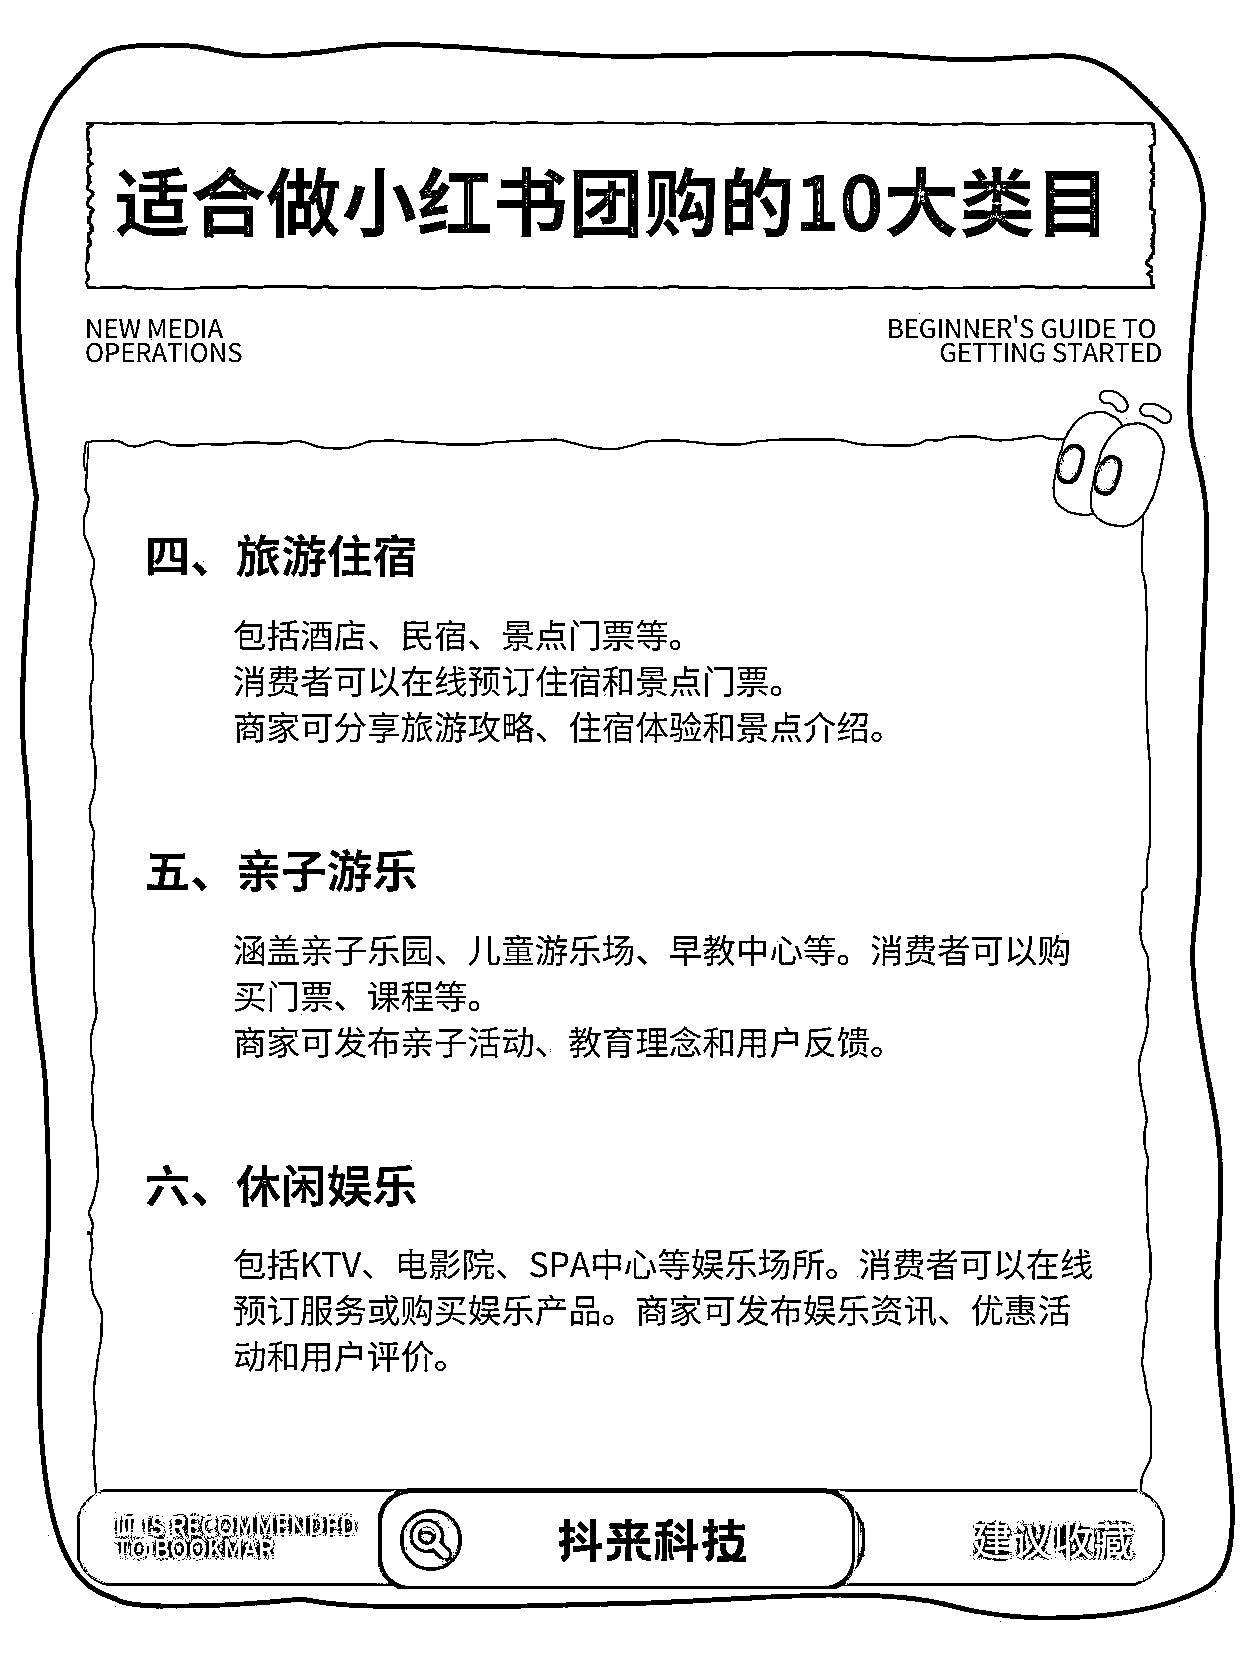 适合做小红书团购的10大类目
NEW MEDIA
OPERATIONS
BEGINNER'S GUIDE TO
GETTING STARTED
四、旅游住宿
包括酒店、民宿、景点门票等。
消费者可以在线预订住宿和景点门票。
商家可分享旅游攻略、住宿体验和景点介绍。
五、亲子游乐
涵盖亲子乐园、儿童游乐场、早教中心等。消费者可以购
买门票、课程等。
商家可发布亲子活动、教育理念和用户反馈。
六、休闲娱乐
包括KTV、电影院、SPA中心等娱乐场所。消费者可以在线
预订服务或购买娱乐产品。商家可发布娱乐资讯、优惠活
动和用户评价。
IT IS RECOMMENDED
TO BOOKMAR
抖来科技
建议收藏